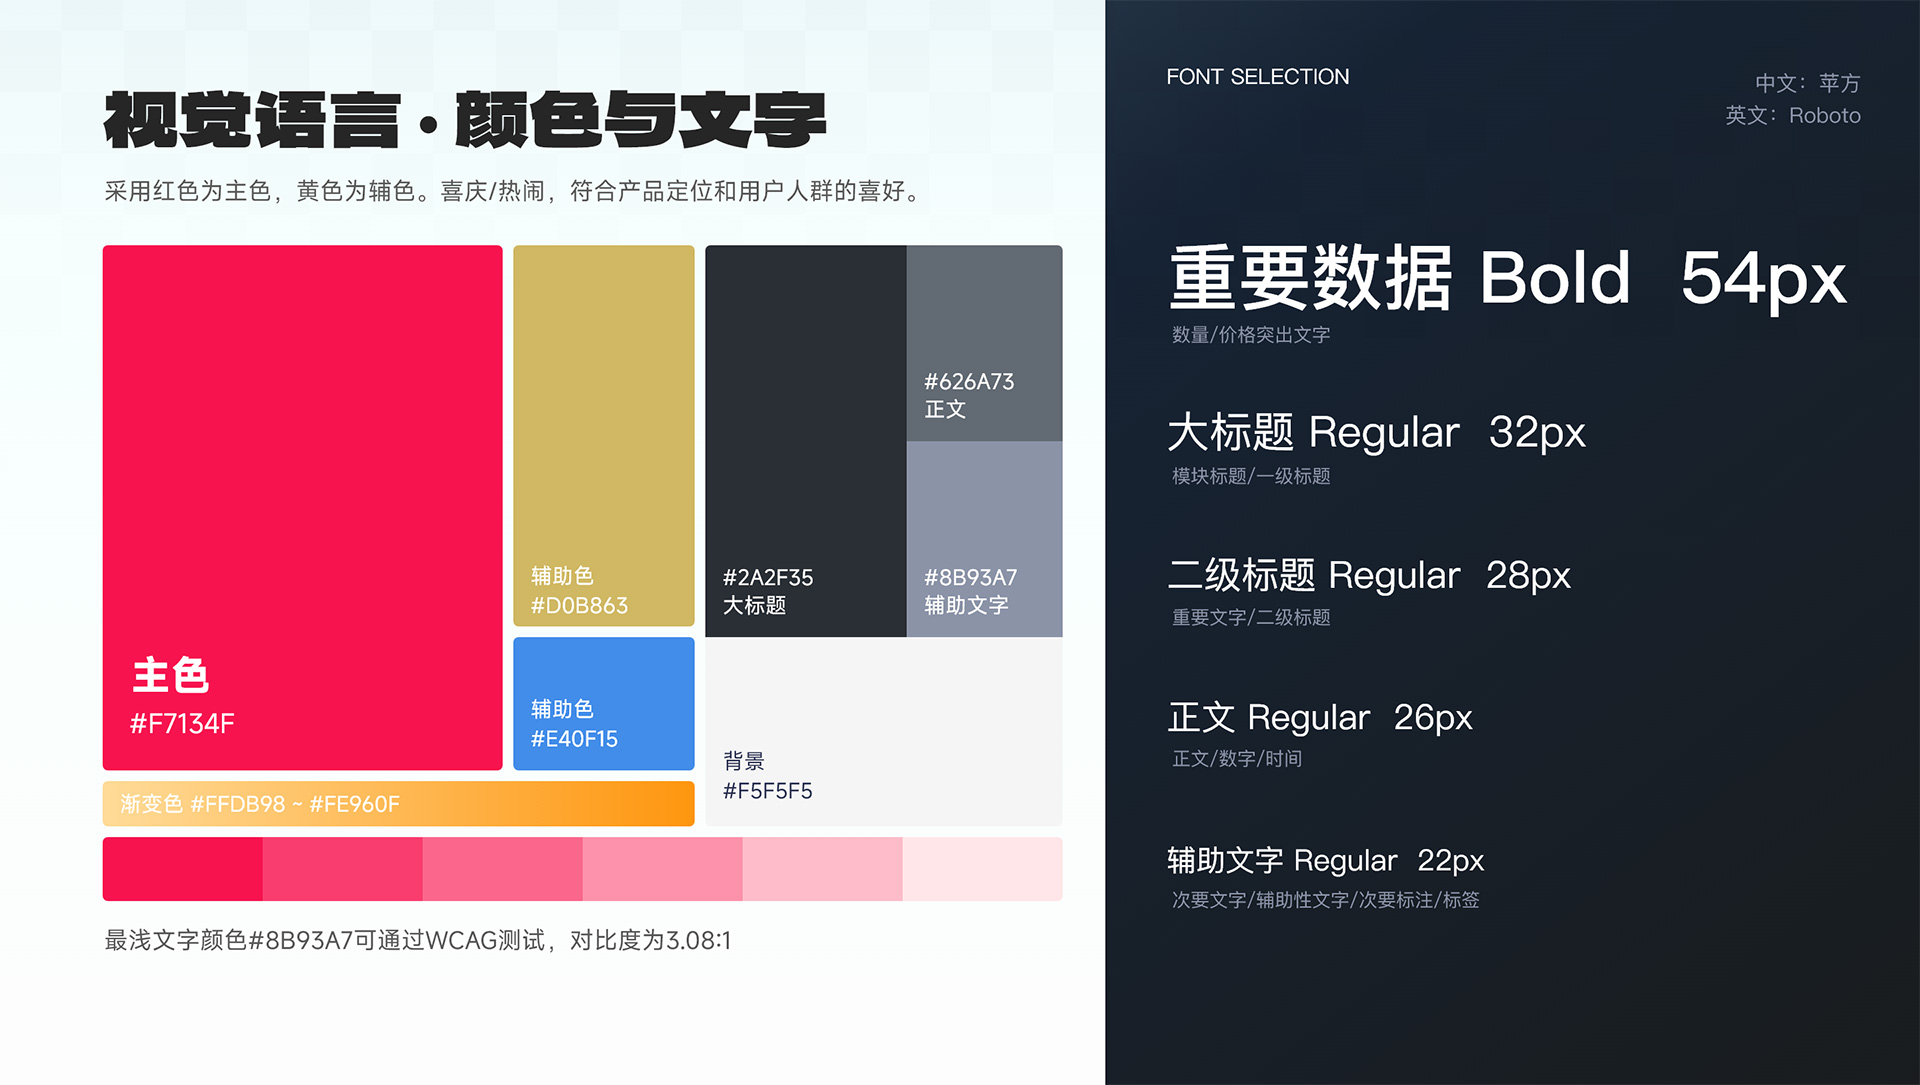 视觉语言·颜色与文字
采用红色为主色，黄色为辅色。喜庆/热闹，符合产品定位和用户人群的喜好。
主色
#F7134F
辅助色
#D0B863
辅助色
#E40F15
#2A2F35
大标题
#626A73
正文
#8B93A7
辅助文字
背景
#F5F5F5
渐变色 #FFDB98 ~ #FE960F
最浅文字颜色#8B93A7可通过WCAG测试，对比度为3.08:1
FONT SELECTION
中文：苹方
英文：Roboto
重要数据 Bold 54px
数量/价格突出文字
大标题 Regular 32px
模块标题/一级标题
二级标题 Regular 28px
重要文字/二级标题
正文 Regular 26px
正文/数字/时间
辅助文字 Regular 22px
次要文字/辅助性文字/次要标注/标签